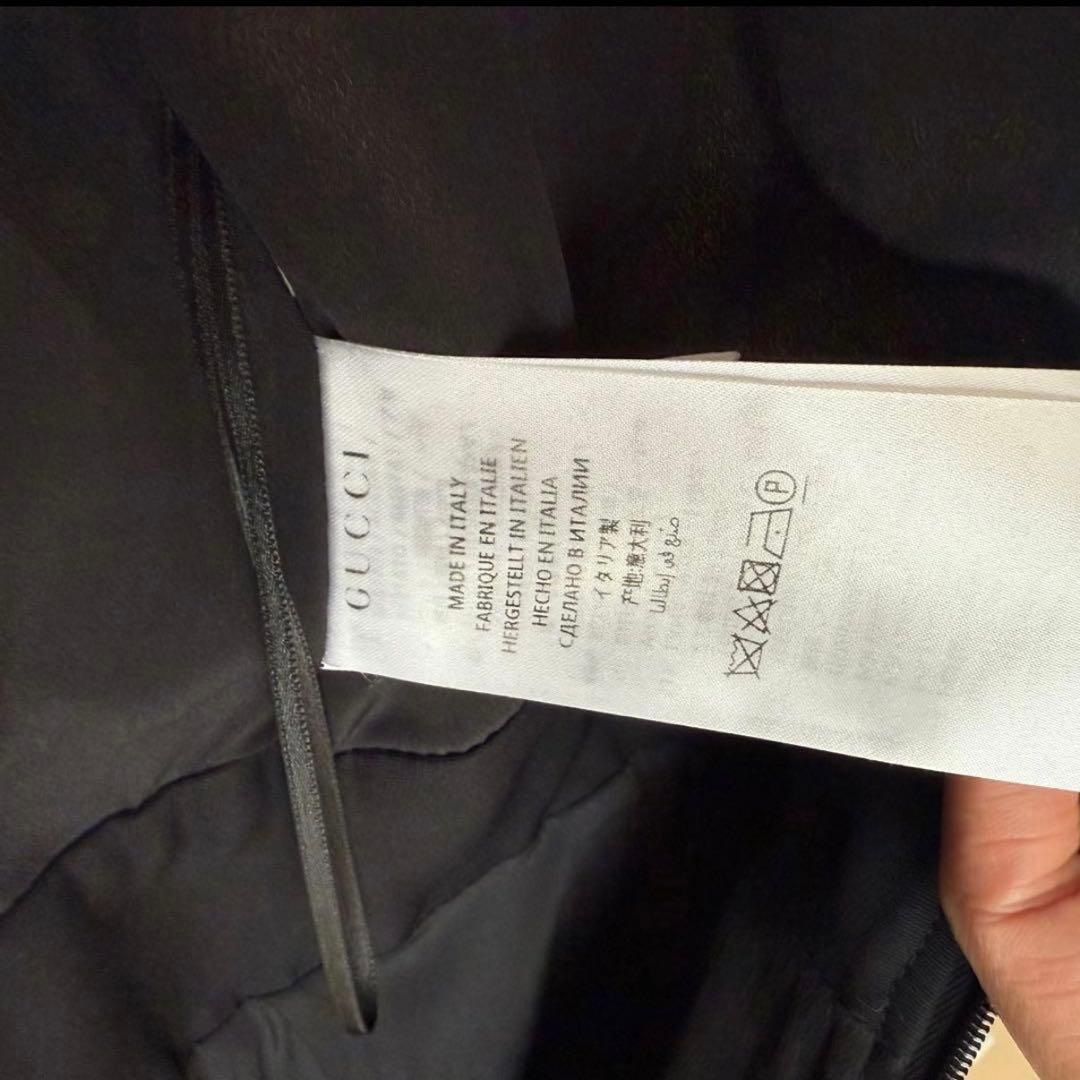 GUCCI
MADE IN ITALY
FABRIQUE EN ITALIE
HERGESTELLT IN ITALIEN
HECHO EN ITALIA
СДЕЛАНО В ИТАЛИИ
イタリア製
产地:意大利
صنع في إيطاليا
P